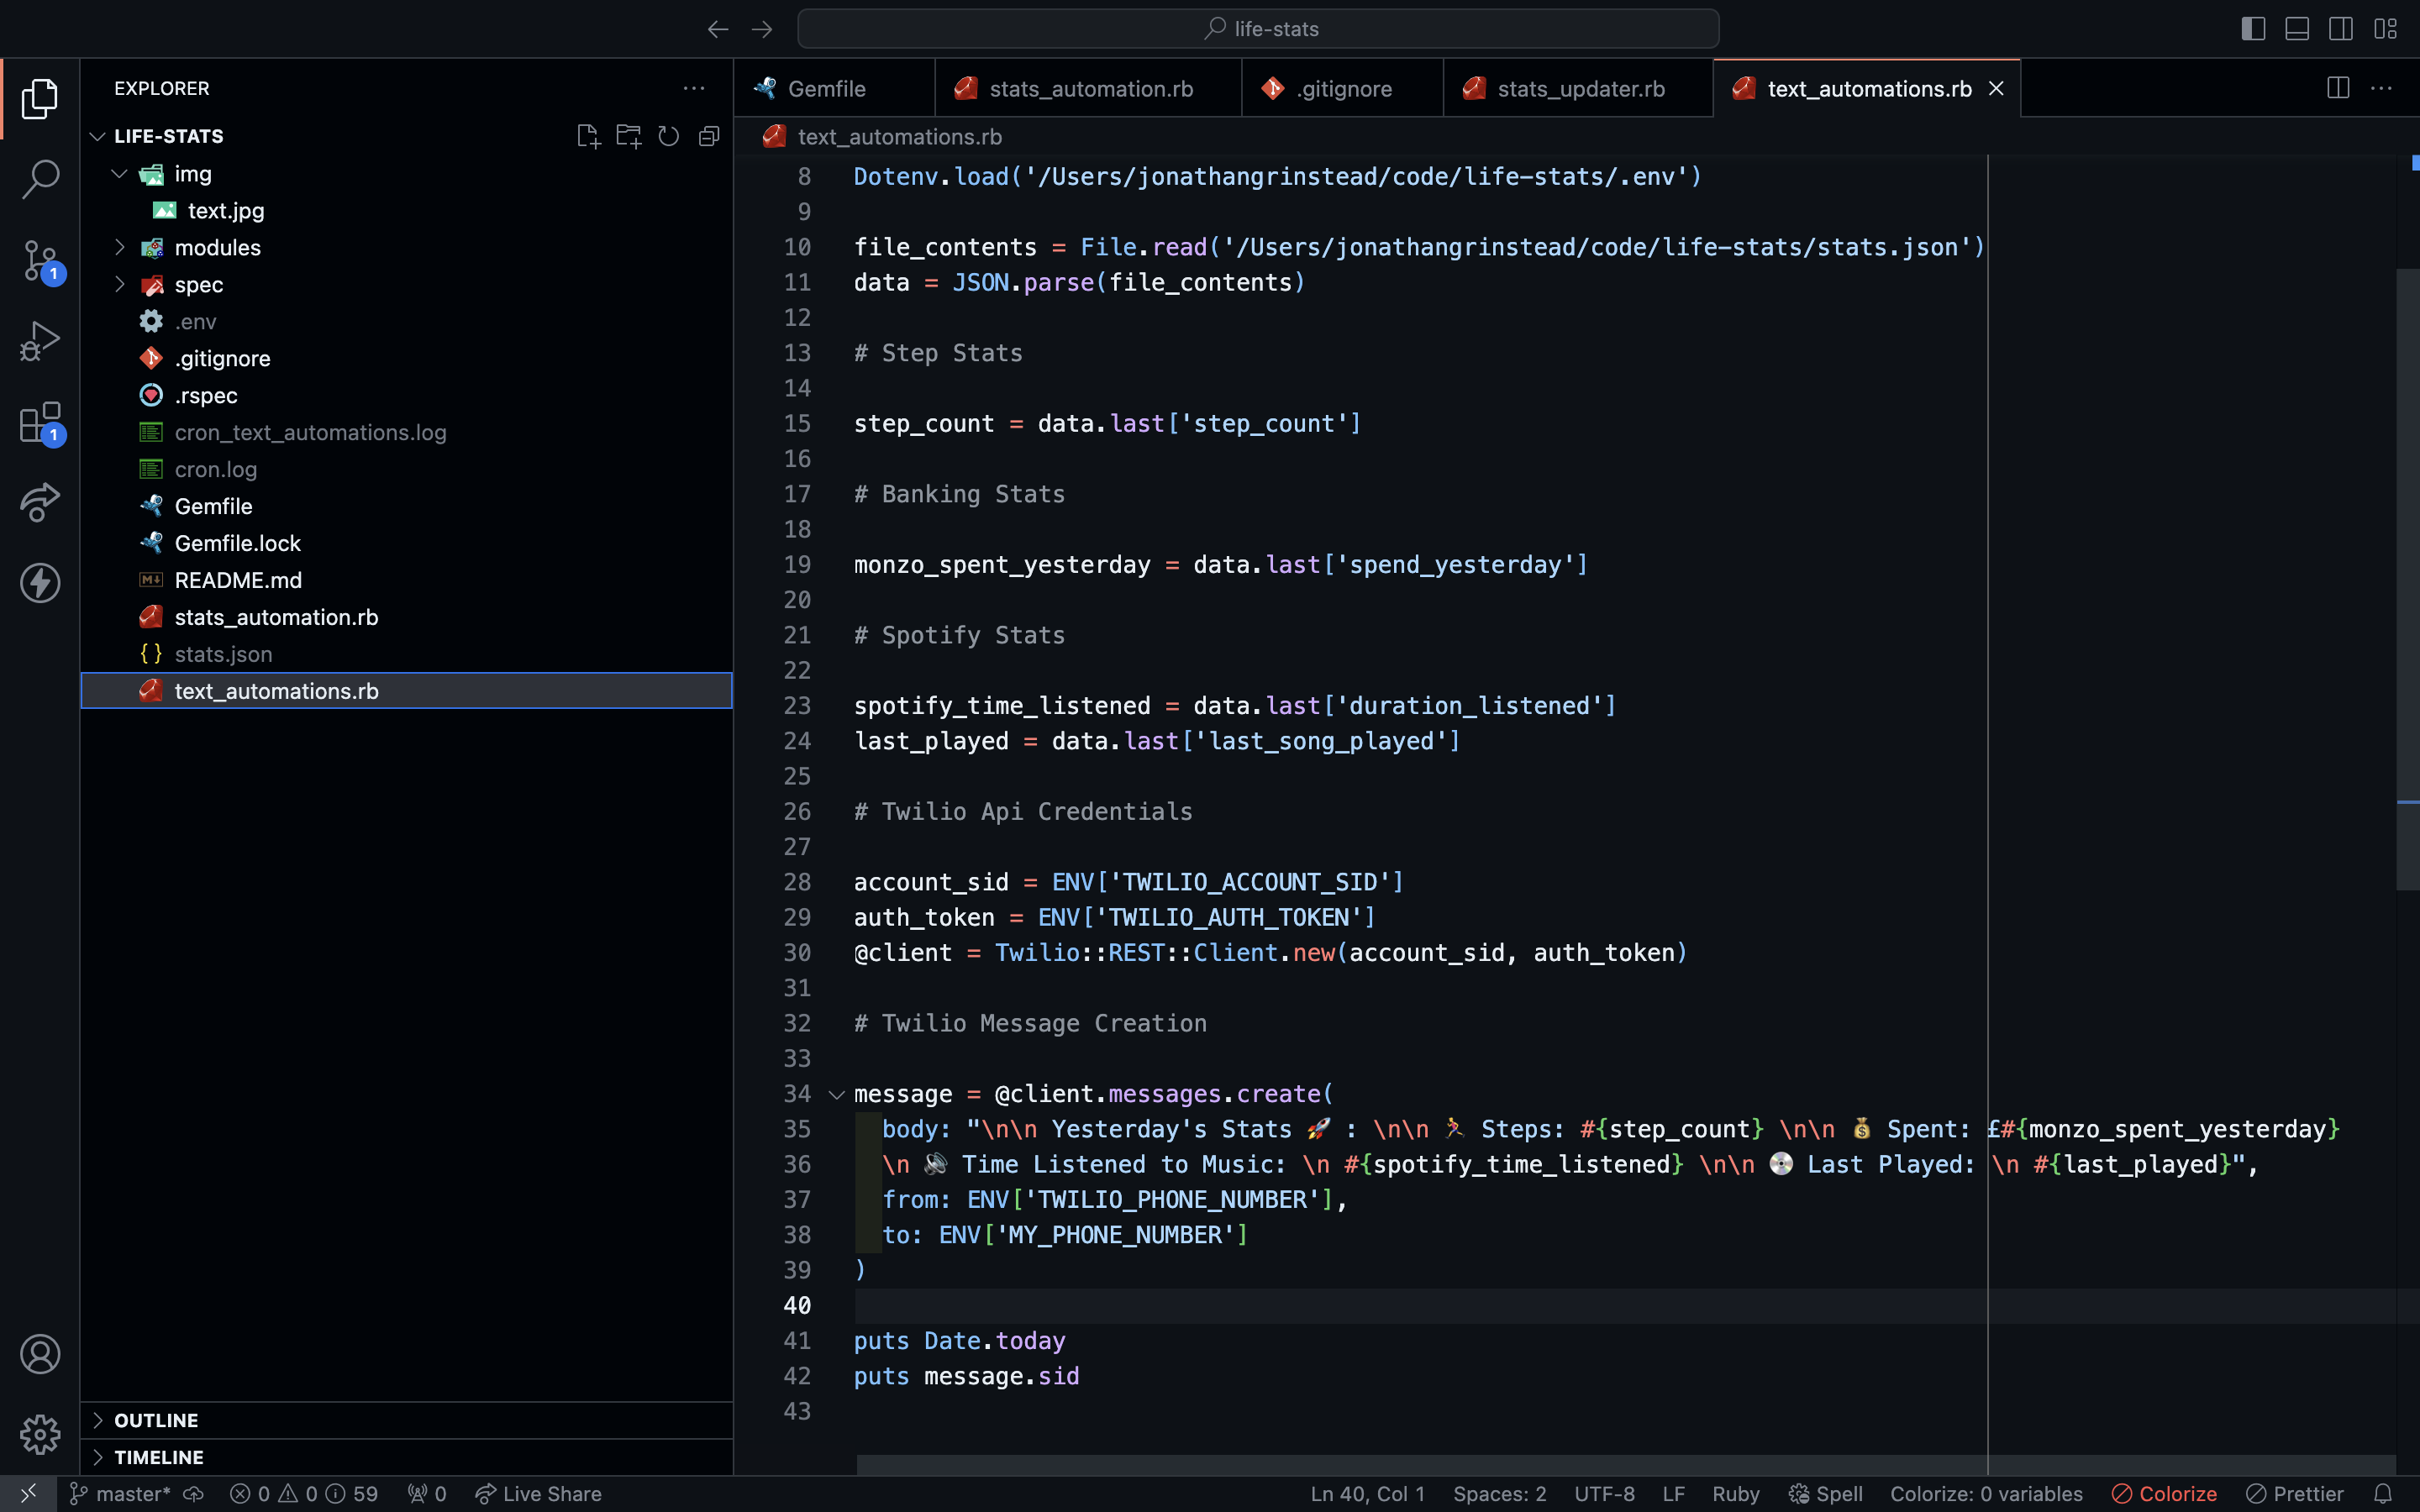 life-stats
EXPLORER
LIFE-STATS
img
text.jpg
modules
spec
.env
.gitignore
.rspec
cron_text_automations.log
cron.log
Gemfile
Gemfile.lock
README.md
stats_automation.rb
stats.json
text_automations.rb
OUTLINE
TIMELINE
1
1
Gemfile
stats_automation.rb
.gitignore
stats_updater.rb
text_automations.rb
text_automations.rb
8 Dotenv.load('/Users/jonathangrinstead/code/life-stats/.env')
9
10 file_contents = File.read('/Users/jonathangrinstead/code/life-stats/stats.json')
11 data = JSON.parse(file_contents)
12
13 # Step Stats
14
15 step_count = data.last['step_count']
16
17 # Banking Stats
18
19 monzo_spent_yesterday = data.last['spend_yesterday']
20
21 # Spotify Stats
22
23 spotify_time_listened = data.last['duration_listened']
24 last_played = data.last['last_song_played']
25
26 # Twilio Api Credentials
27
28 account_sid = ENV['TWILIO_ACCOUNT_SID']
29 auth_token = ENV['TWILIO_AUTH_TOKEN']
30 @client = Twilio::REST::Client.new(account_sid, auth_token)
31
32 # Twilio Message Creation
33
34 message = @client.messages.create(
35 body: "\n\n Yesterday's Stats 🚀 : \n\n 🏃 Steps: #{step_count} \n\n 💰 Spent: £#{monzo_spent_yesterday}
36 \n 🔊 Time Listened to Music: \n #{spotify_time_listened} \n\n 💿 Last Played: \n #{last_played}",
37 from: ENV['TWILIO_PHONE_NUMBER'],
38 to: ENV['MY_PHONE_NUMBER']
39 )
40
41 puts Date.today
42 puts message.sid
43
master* 0 0 59 0 Live Share Ln 40, Col 1 Spaces: 2 UTF-8 LF Ruby Spell Colorize: 0 variables Colorize Prettier